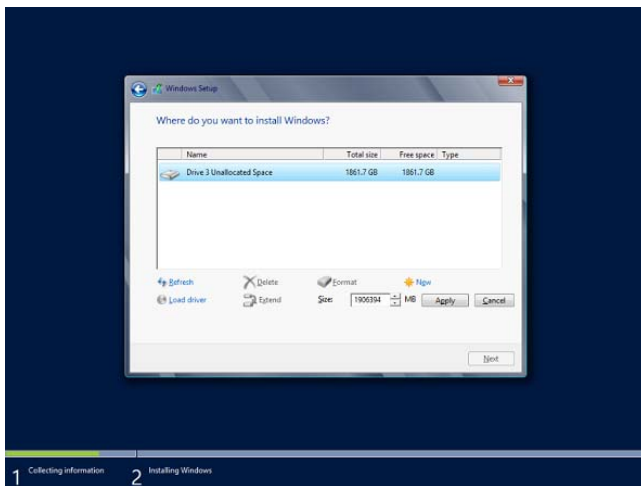 Windows Setup
Where do you want to install Windows?
Name Total size Free space Type
Drive 3 Unallocated Space 1861.7 GB 1861.7 GB
Refresh Delete Format New
Load driver Extend Size: 1906394 MB Apply Cancel
Next
1 Collecting information 2 Installing Windows